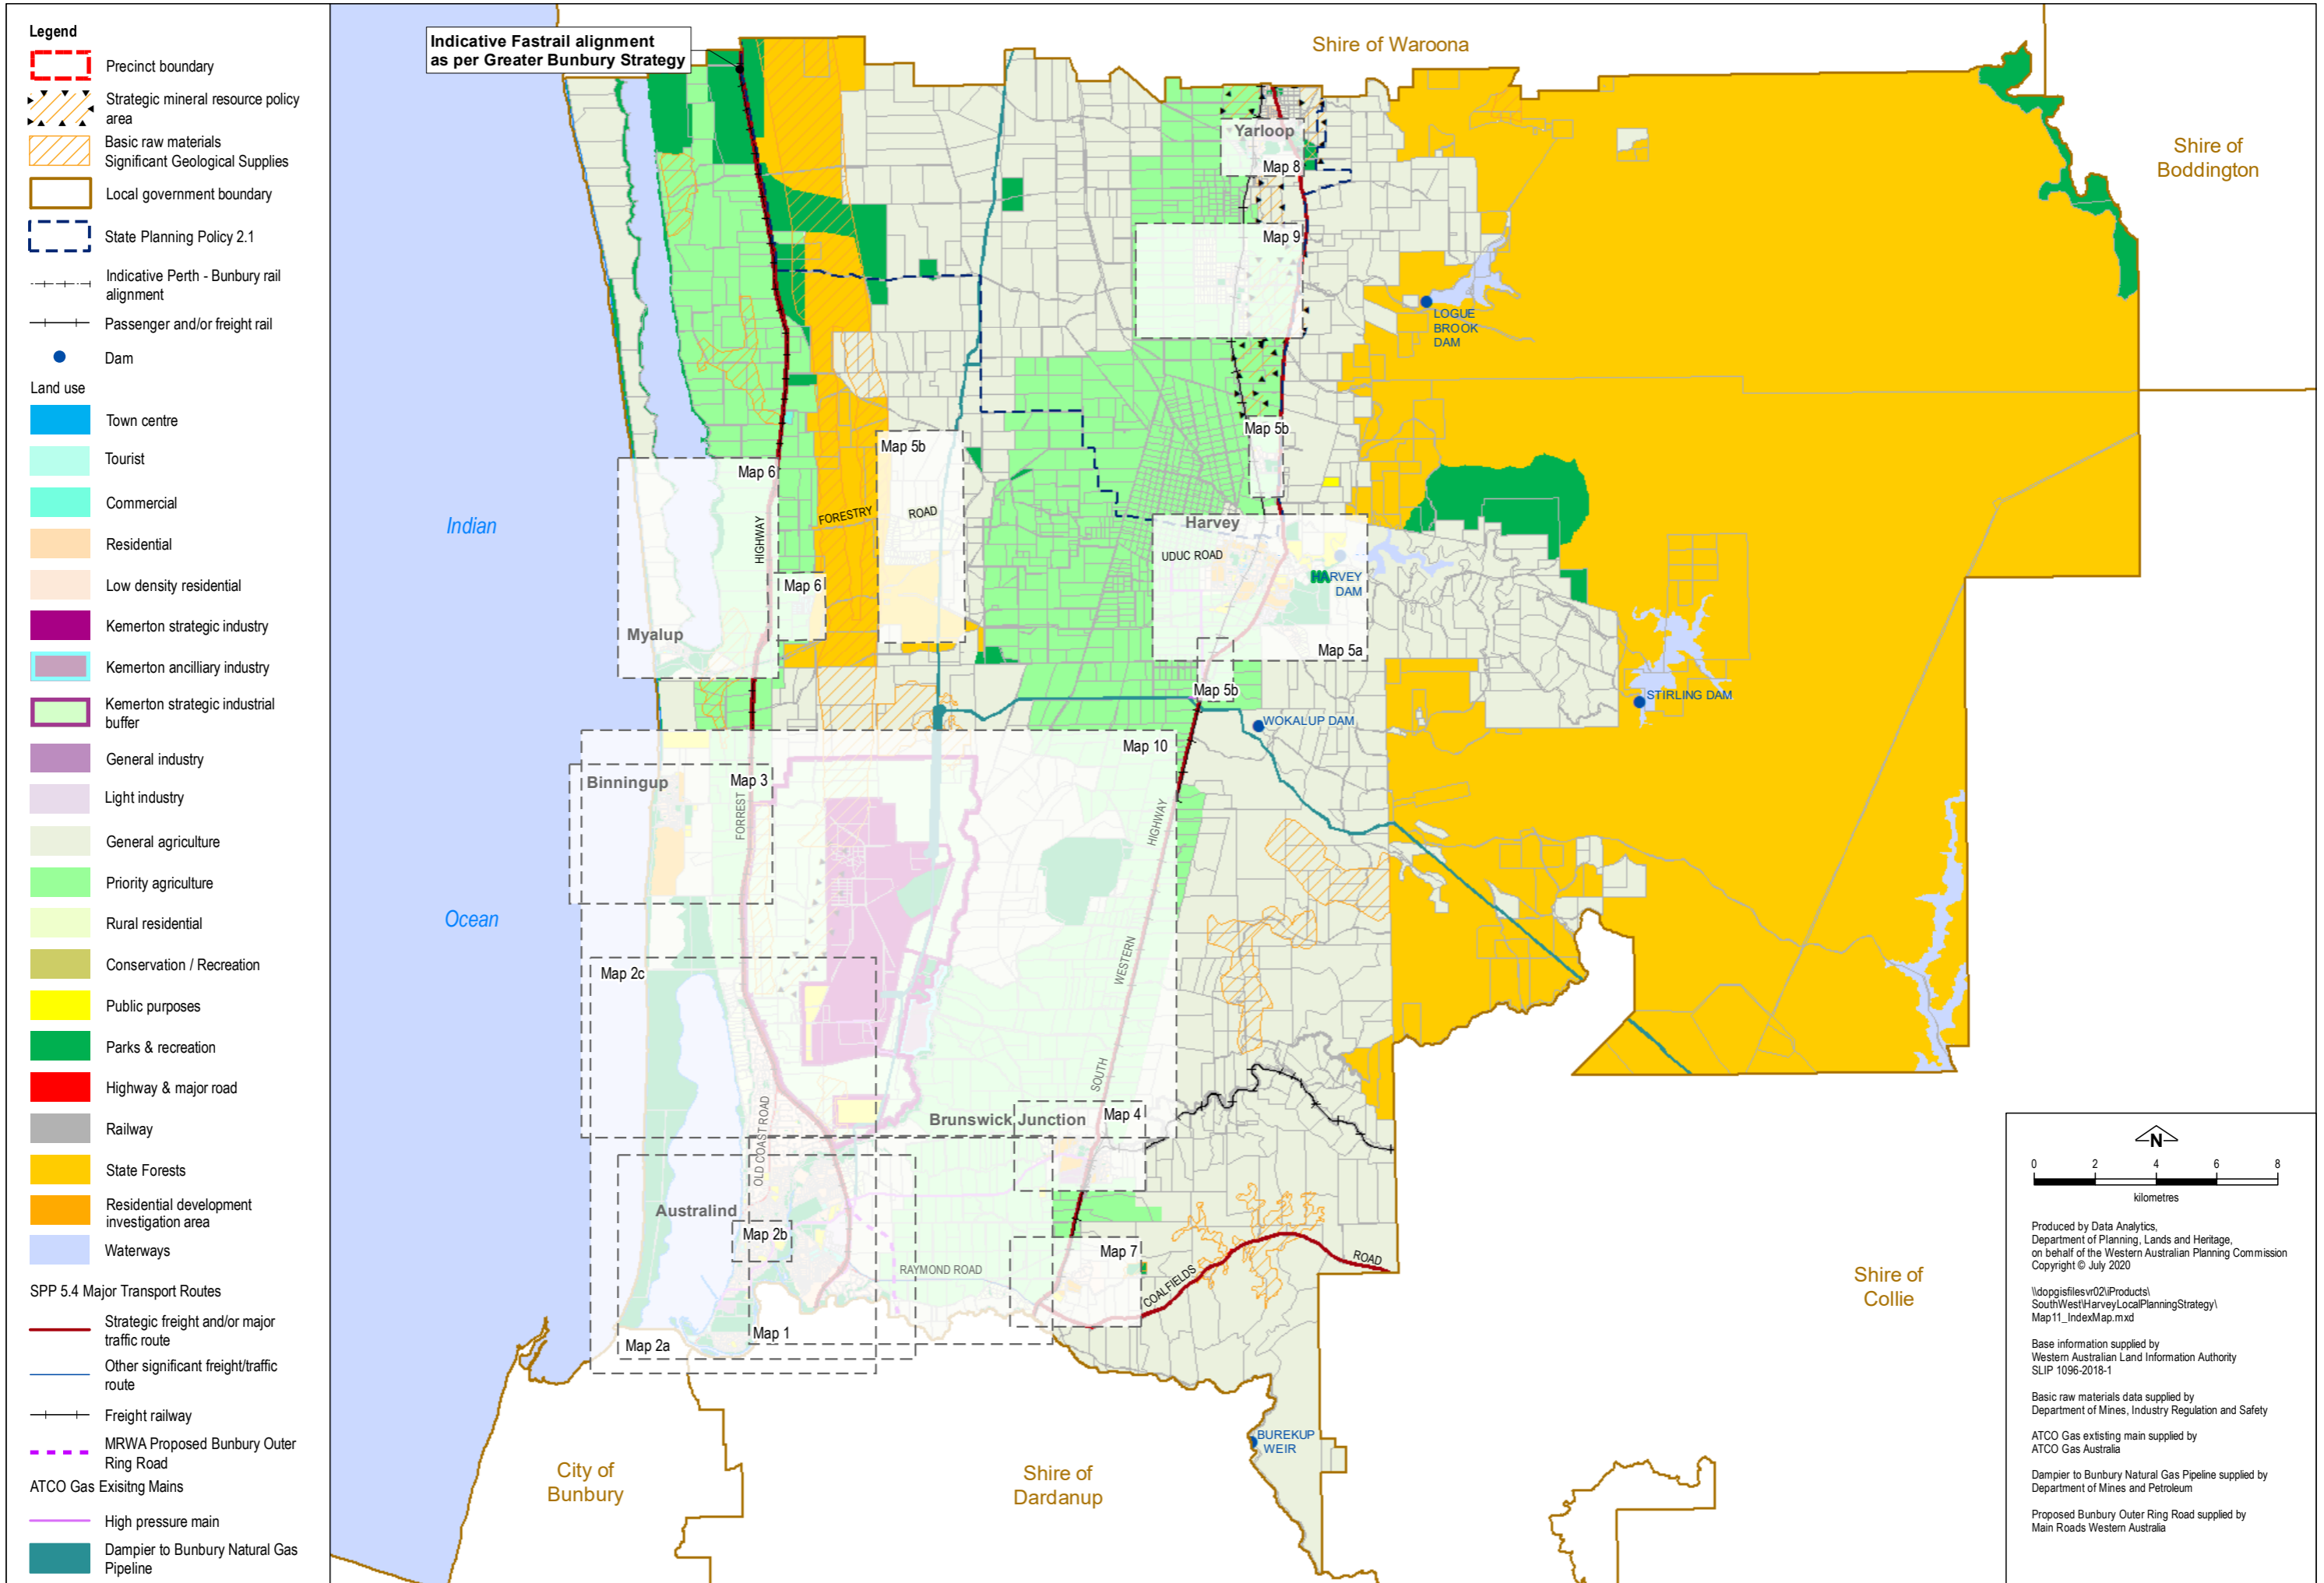 Legend
Precinct boundary
Strategic mineral resource policy
area
Basic raw materials
Significant Geological Supplies
Local government boundary
State Planning Policy 2.1
Indicative Perth - Bunbury rail
alignment
Passenger and/or freight rail
Dam
Land use
Town centre
Tourist
Commercial
Residential
Low density residential
Kemerton strategic industry
Kemerton ancilliary industry
Kemerton strategic industrial
buffer
General industry
Light industry
General agriculture
Priority agriculture
Rural residential
Conservation / Recreation
Public purposes
Parks & recreation
Highway & major road
Railway
State Forests
Residential development
investigation area
Waterways
SPP 5.4 Major Transport Routes
Strategic freight and/or major
traffic route
Other significant freight/traffic
route
Freight railway
MRWA Proposed Bunbury Outer
Ring Road
ATCO Gas Exisitng Mains
High pressure main
Dampier to Bunbury Natural Gas
Pipeline
Indicative Fastrail alignment
as per Greater Bunbury Strategy
Shire of Waroona
Shire of
Boddington
Yarloop
Map 8
Map 9
LOGUE
BROOK
DAM
Map 5b
Map 5b
Map 6
HIGHWAY
FORESTRY
ROAD
Indian
Harvey
UDUC ROAD
HARVEY
DAM
Map 6
Myalup
Map 5a
Map 5b
STIRLING DAM
WOKALUP DAM
Map 10
Binningup
Map 3
FORREST
HIGHWAY
Ocean
WESTERN
Map 2c
SOUTH
Brunswick Junction
Map 4
OLD COAST ROAD
Australind
Map 2b
RAYMOND ROAD
Map 7
COALFIELDS
ROAD
Map 1
Map 2a
BUREKUP
WEIR
City of
Bunbury
Shire of
Dardanup
Shire of
Collie
N
0 2 4 6 8
kilometres
Produced by Data Analytics,
Department of Planning, Lands and Heritage,
on behalf of the Western Australian Planning Commission
Copyright © July 2020
\\dopgisfilesvr02\iProducts\
SouthWest\HarveyLocalPlanningStrategy\
Map11_IndexMap.mxd
Base information supplied by
Western Australian Land Information Authority
SLIP 1096-2018-1
Basic raw materials data supplied by
Department of Mines, Industry Regulation and Safety
ATCO Gas extisting main supplied by
ATCO Gas Australia
Dampier to Bunbury Natural Gas Pipeline supplied by
Department of Mines and Petroleum
Proposed Bunbury Outer Ring Road supplied by
Main Roads Western Australia